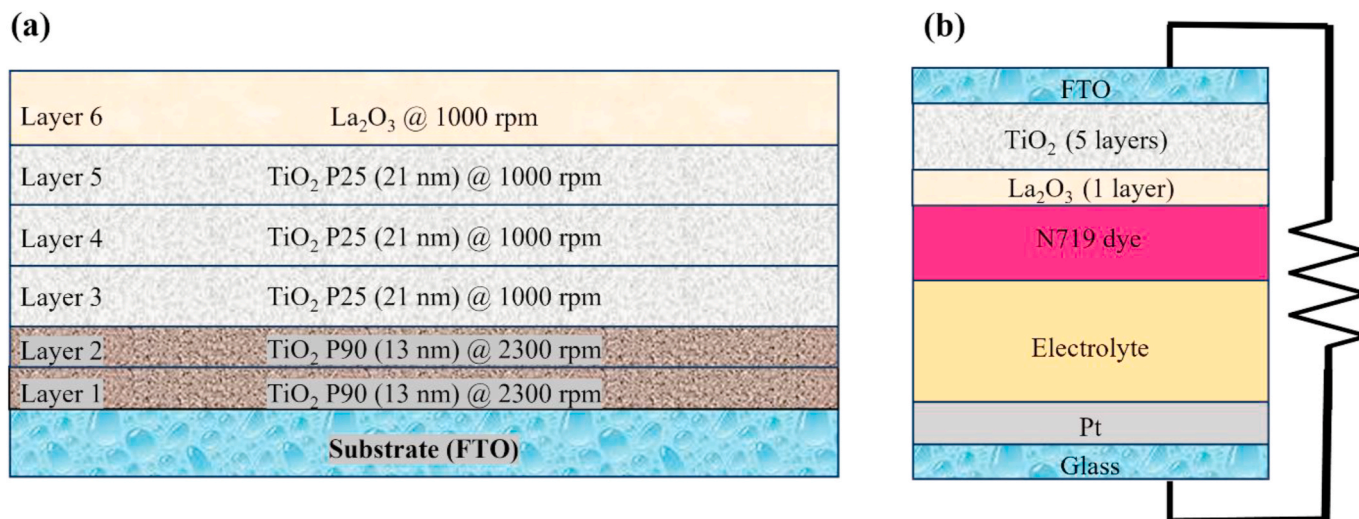 (a)
Layer 6 La₂O₃ @ 1000 rpm
Layer 5 TiO₂ P25 (21 nm) @ 1000 rpm
Layer 4 TiO₂ P25 (21 nm) @ 1000 rpm
Layer 3 TiO₂ P25 (21 nm) @ 1000 rpm
Layer 2 TiO₂ P90 (13 nm) @ 2300 rpm
Layer 1 TiO₂ P90 (13 nm) @ 2300 rpm
Substrate (FTO)
(b)
FTO
TiO₂ (5 layers)
La₂O₃ (1 layer)
N719 dye
Electrolyte
Pt
Glass